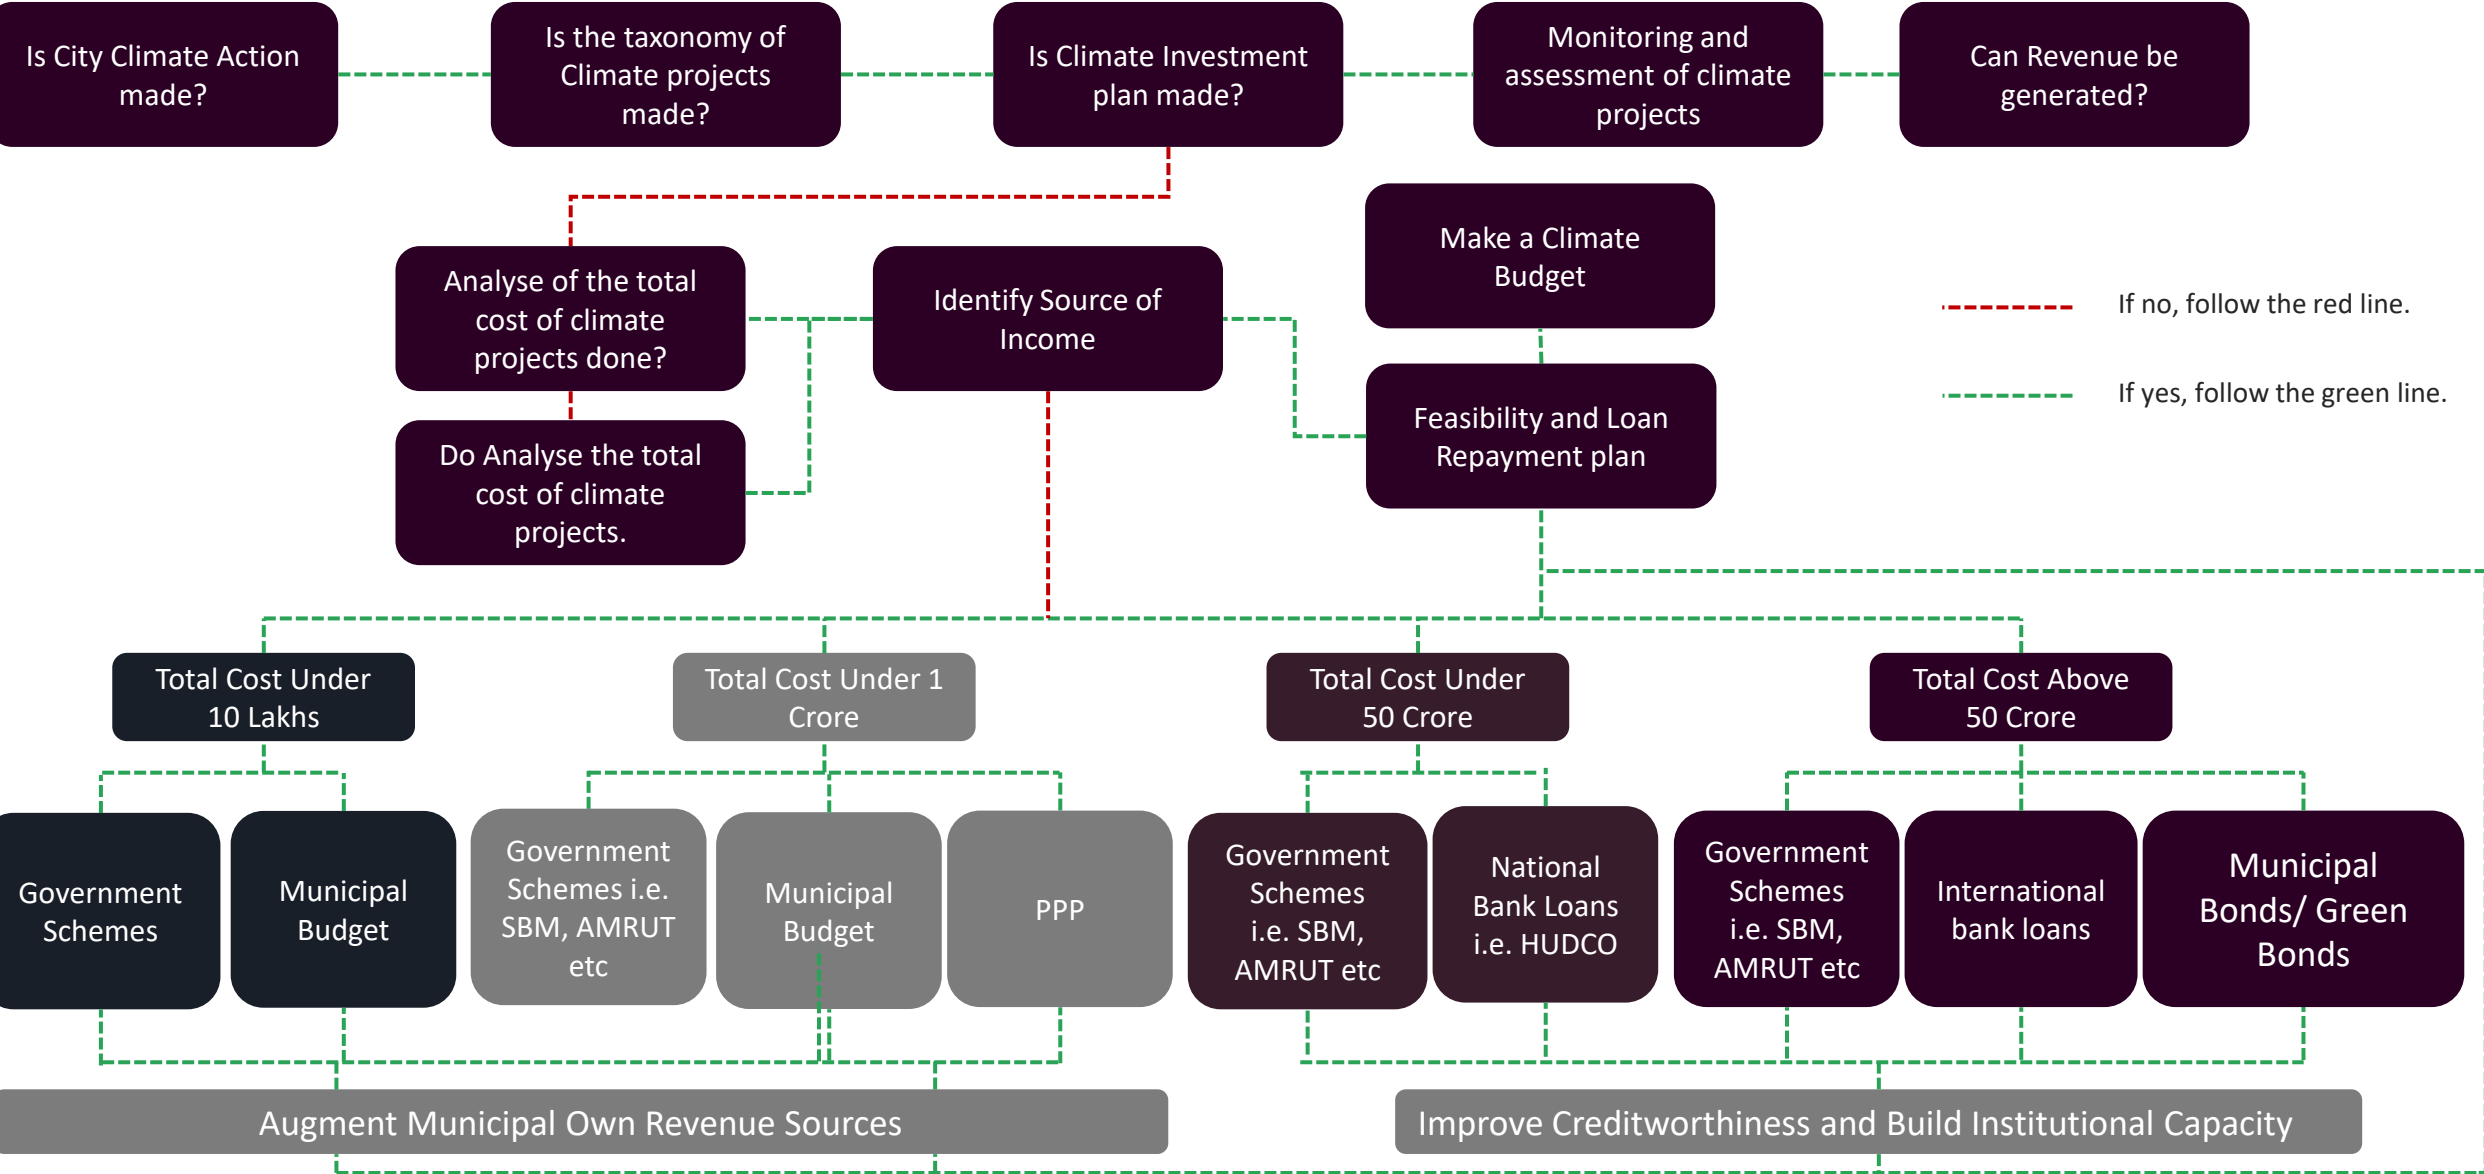 Is City Climate Action
made?
Is the taxonomy of
Climate projects
made?
Is Climate Investment
plan made?
Monitoring and
assessment of climate
projects
Can Revenue be
generated?
Analyse of the total
cost of climate
projects done?
Identify Source of
Income
Make a Climate
Budget
If no, follow the red line.
If yes, follow the green line.
Do Analyse the total
cost of climate
projects.
Feasibility and Loan
Repayment plan
Total Cost Under
10 Lakhs
Total Cost Under 1
Crore
Total Cost Under
50 Crore
Total Cost Above
50 Crore
Government
Schemes
Municipal
Budget
Government
Schemes i.e.
SBM, AMRUT
etc
Municipal
Budget
PPP
Government
Schemes
i.e. SBM,
AMRUT etc
National
Bank Loans
i.e. HUDCO
Government
Schemes
i.e. SBM,
AMRUT etc
International
bank loans
Municipal
Bonds/ Green
Bonds
Augment Municipal Own Revenue Sources
Improve Creditworthiness and Build Institutional Capacity